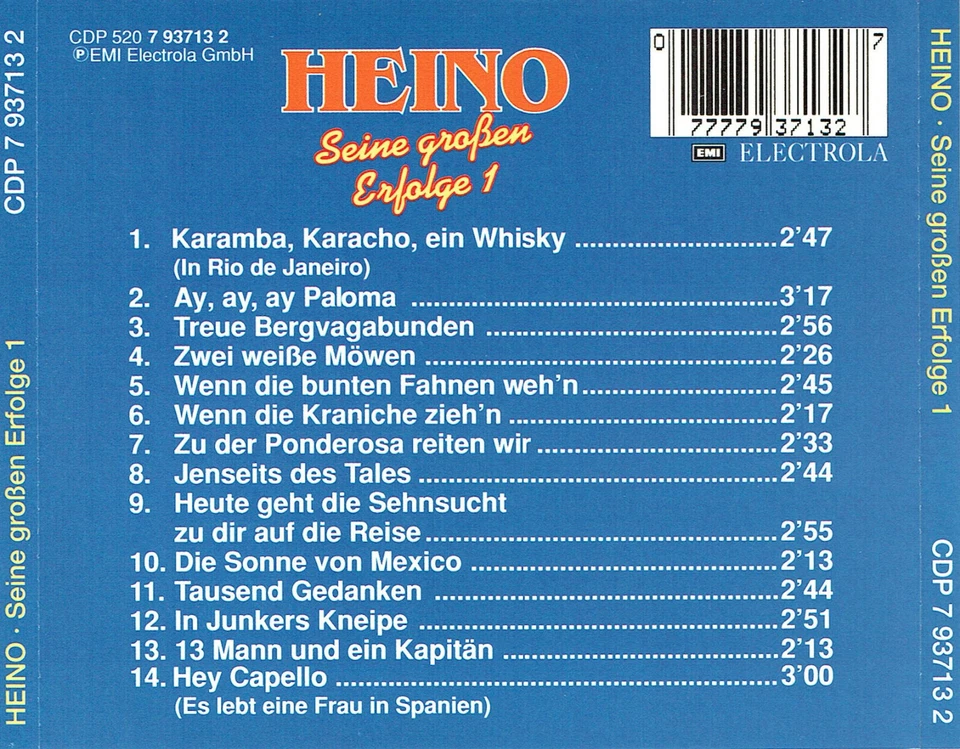 CDP 520 7 93713 2
℗EMI Electrola GmbH
HEINO
Seine großen
Erfolge 1
0 7
77779 37132
EMI ELECTROLA
1. Karamba, Karacho, ein Whisky ........................2’47
(In Rio de Janeiro)
2. Ay, ay, ay Paloma ............................................3’17
3. Treue Bergvagabunden ...................................2’56
4. Zwei weiße Möwen ..........................................2’26
5. Wenn die bunten Fahnen weh’n.......................2’45
6. Wenn die Kraniche zieh’n ................................2’17
7. Zu der Ponderosa reiten wir.............................2’33
8. Jenseits des Tales ...........................................2’44
9. Heute geht die Sehnsucht
zu dir auf die Reise..........................................2’55
10. Die Sonne von Mexico .....................................2’13
11. Tausend Gedanken .........................................2’44
12. In Junkers Kneipe ...........................................2’51
13. 13 Mann und ein Kapitän .................................2’13
14. Hey Capello .....................................................3’00
(Es lebt eine Frau in Spanien)
HEINO · Seine großen Erfolge 1 CDP 7 93713 2
HEINO · Seine großen Erfolge 1 CDP 7 93713 2